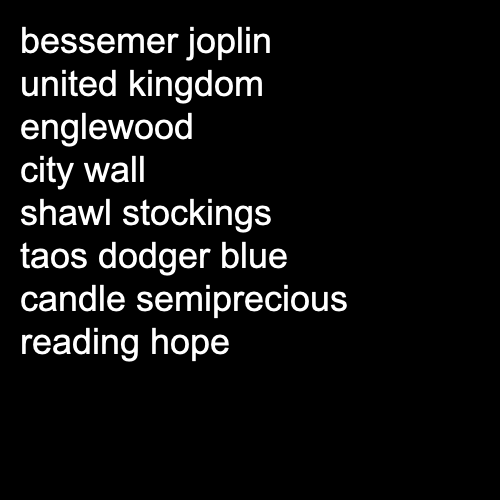 bessemer joplin
united kingdom
englewood
city wall
shawl stockings
taos dodger blue
candle semiprecious
reading hope